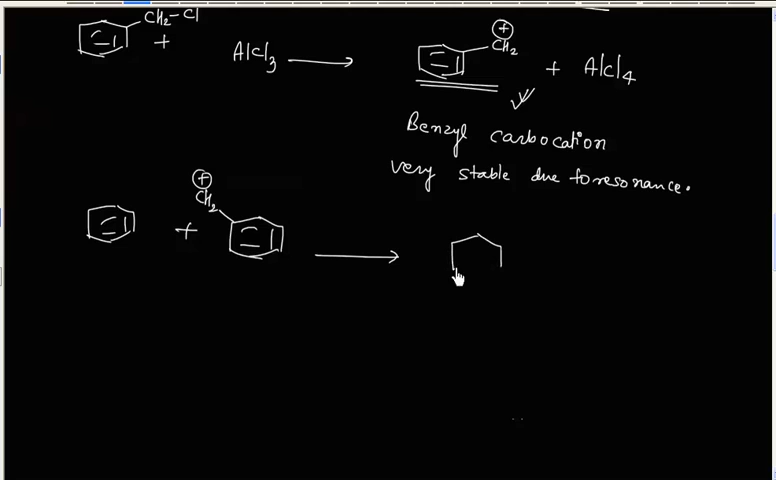 CH2-Cl
+ AlCl3 → CH2 + + AlCl4
Benzyl carbocation
very stable due to resonance.
+
CH2
+ →